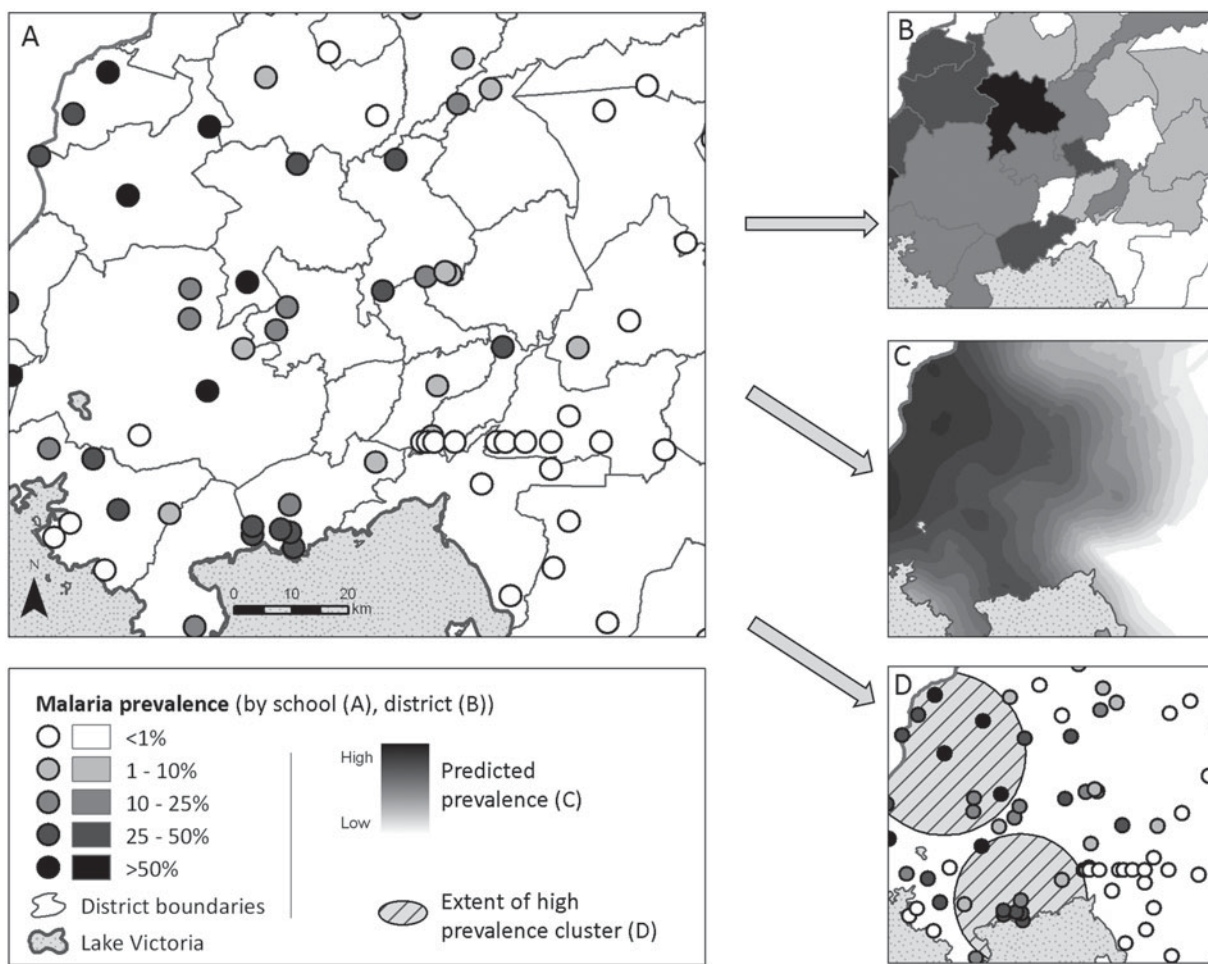 A
N
0 10 20
km
Malaria prevalence (by school (A), district (B))
<1%
1 - 10%
10 - 25%
25 - 50%
>50%
District boundaries
Lake Victoria
High
Low
Predicted
prevalence (C)
Extent of high
prevalence cluster (D)
B
C
D